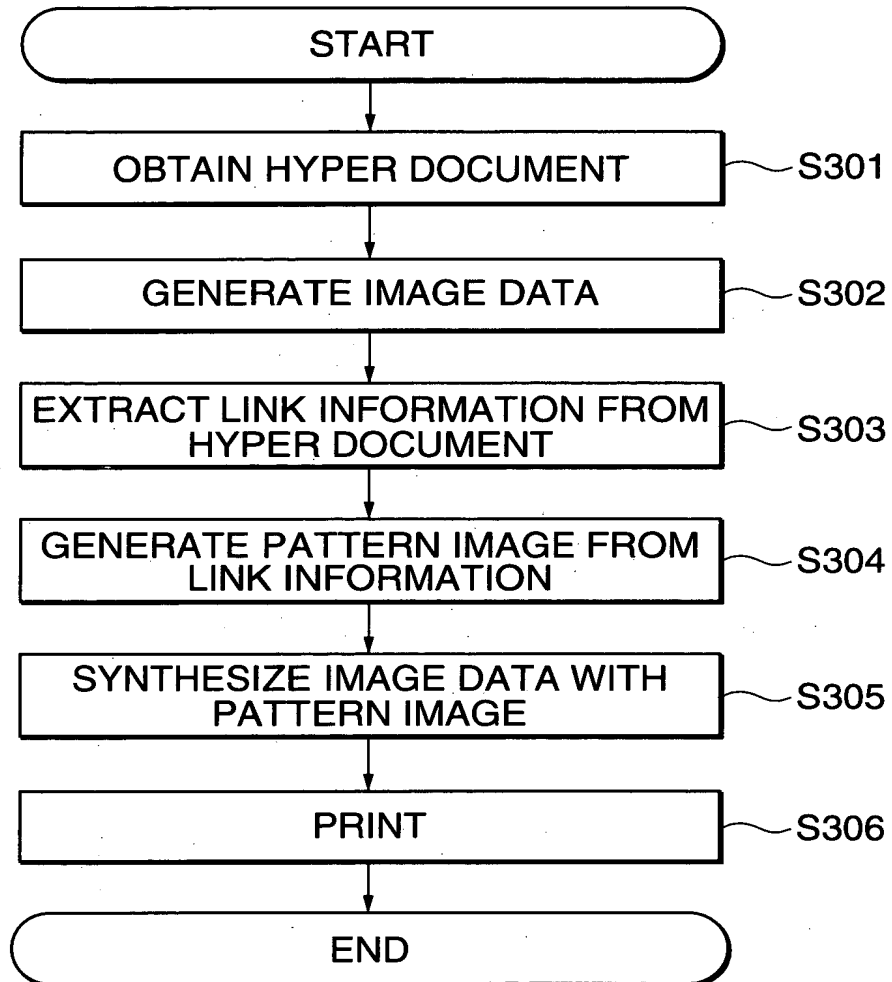 START
OBTAIN HYPER DOCUMENT
S301
GENERATE IMAGE DATA
S302
EXTRACT LINK INFORMATION FROM
HYPER DOCUMENT
S303
GENERATE PATTERN IMAGE FROM
LINK INFORMATION
S304
SYNTHESIZE IMAGE DATA WITH
PATTERN IMAGE
S305
PRINT
S306
END